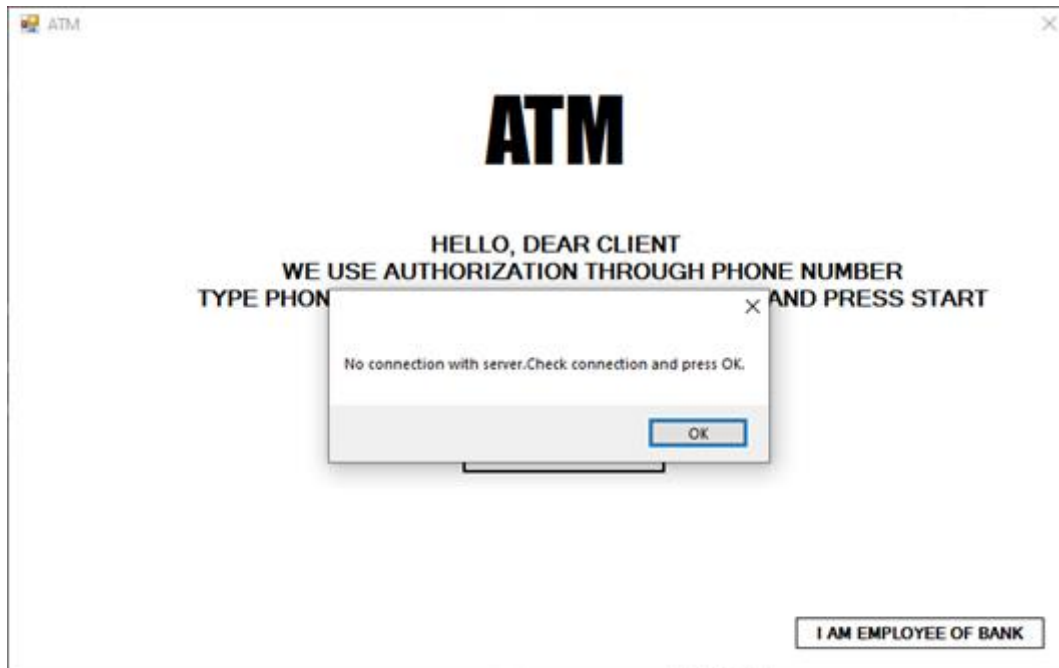 ATM
ATM
HELLO, DEAR CLIENT
WE USE AUTHORIZATION THROUGH PHONE NUMBER
TYPE PHON AND PRESS START
No connection with server.Check connection and press OK.
OK
I AM EMPLOYEE OF BANK